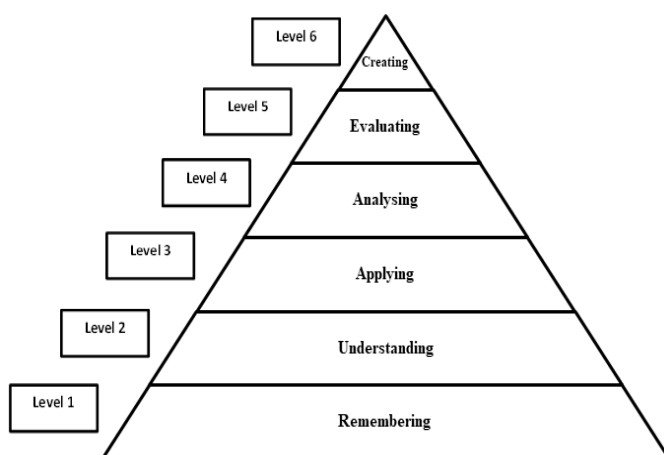 Level 6
Creating
Level 5
Evaluating
Level 4
Analysing
Level 3
Applying
Level 2
Understanding
Level 1
Remembering